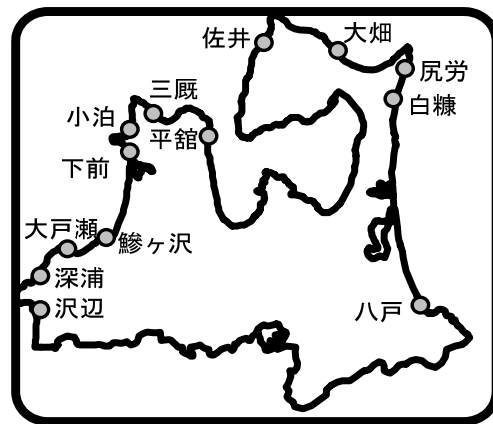 佐井
大畑
尻労
白糠
三厩
小泊
平舘
下前
大戸瀬
鰺ヶ沢
深浦
沢辺
八戸